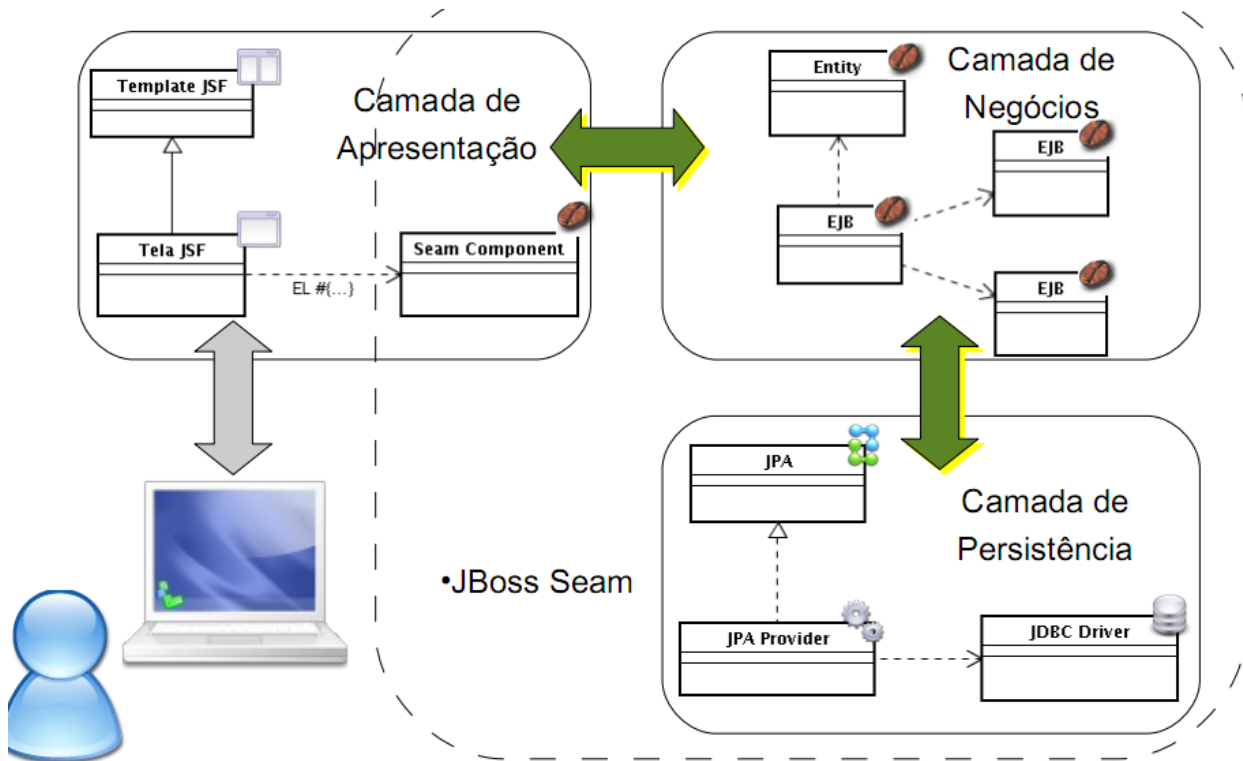 Template JSF
Camada de
Apresentação
Tela JSF
EL #{...}
Seam Component
Entity
Camada de
Negócios
EJB
EJB
EJB
JPA
Camada de
Persistência
•JBoss Seam
JPA Provider
JDBC Driver